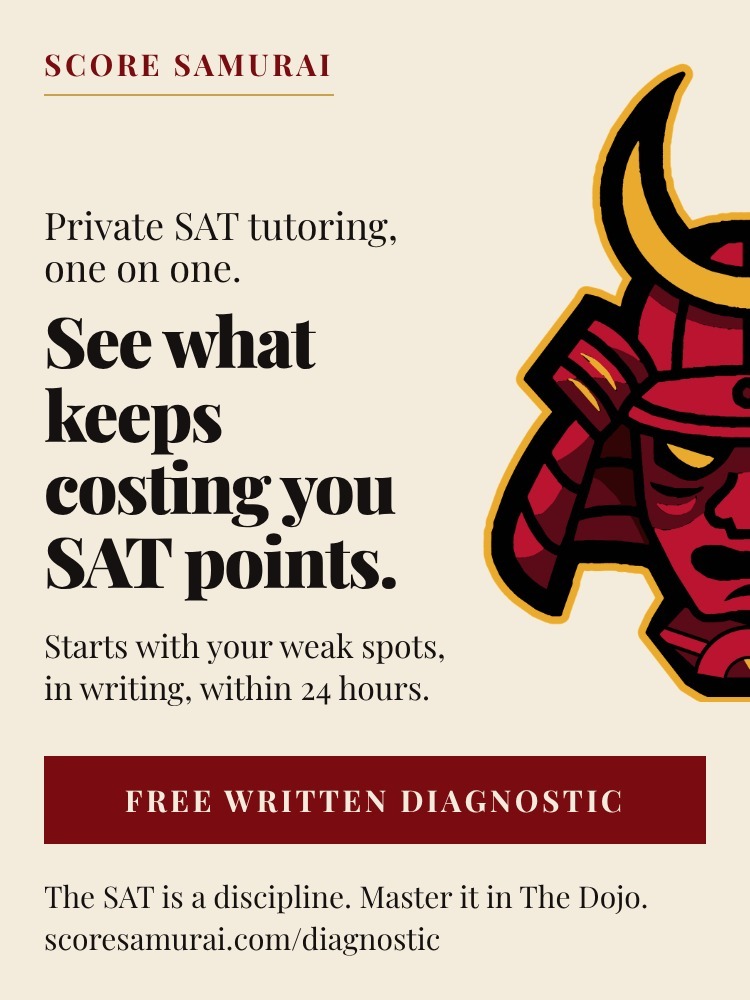 SCORE SAMURAI
Private SAT tutoring,
one on one.
See what
keeps
costing you
SAT points.
Starts with your weak spots,
in writing, within 24 hours.
FREE WRITTEN DIAGNOSTIC
The SAT is a discipline. Master it in The Dojo.
scoresamurai.com/diagnostic